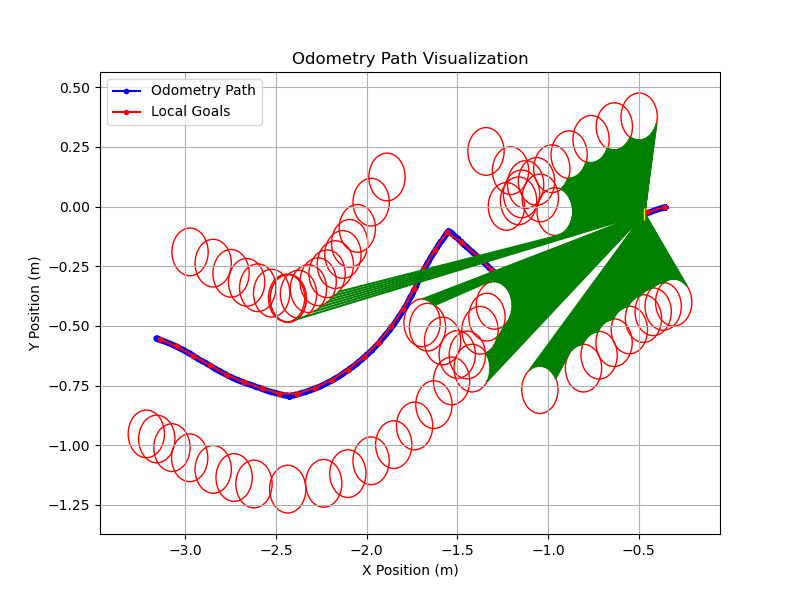 Odometry Path Visualization
Odometry Path
Local Goals
0.50
0.25
0.00
−0.25
−0.50
−0.75
−1.00
−1.25
Y Position (m)
−3.0 −2.5 −2.0 −1.5 −1.0 −0.5
X Position (m)